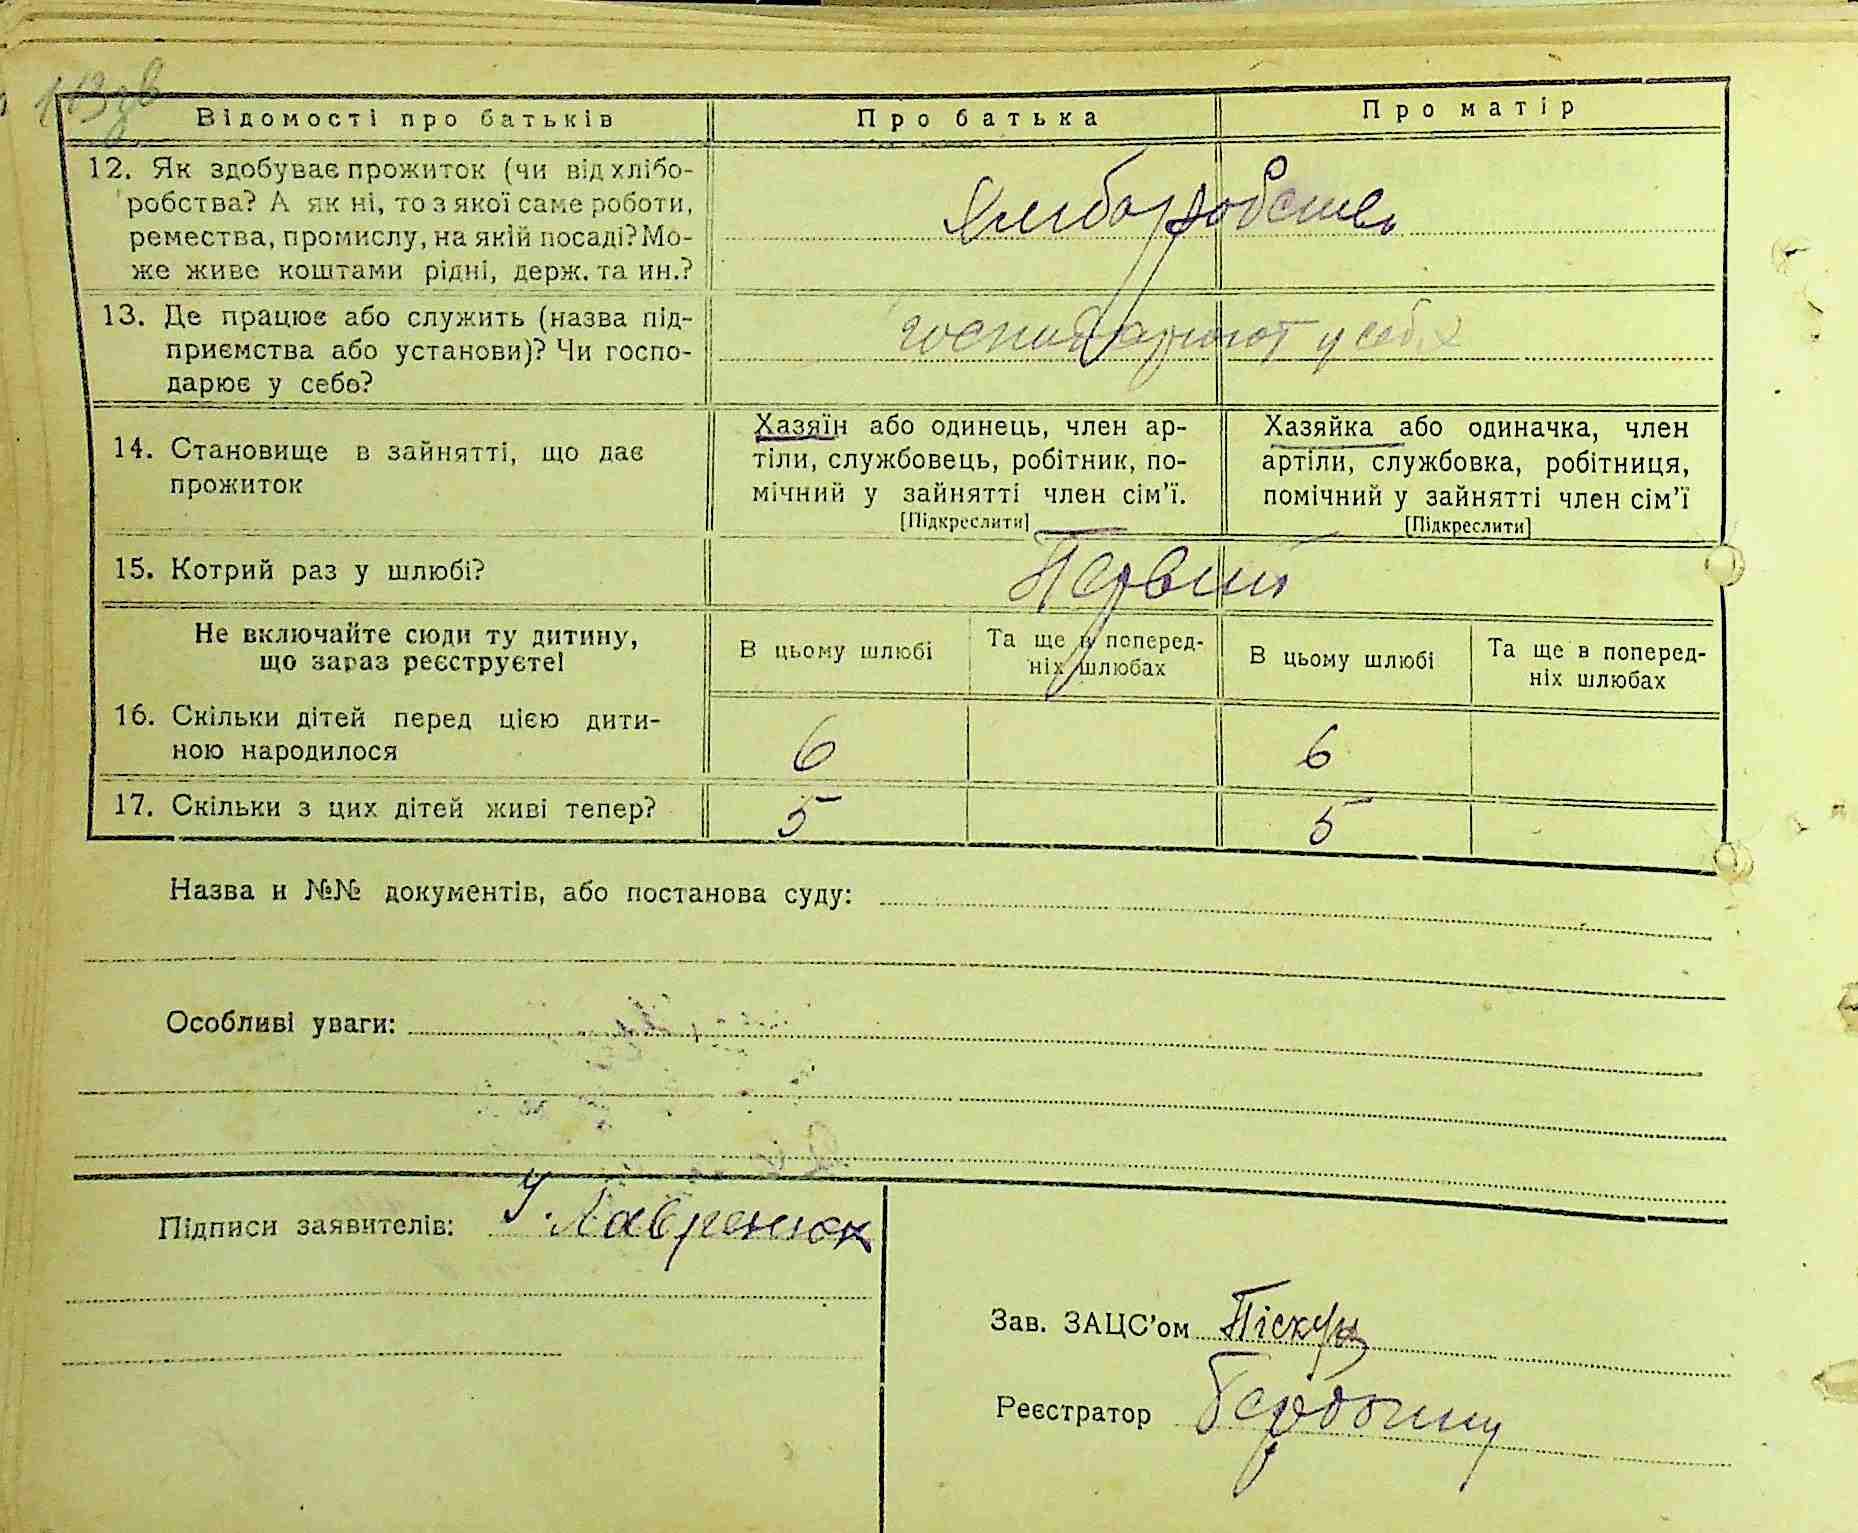 113зв
Відомості про батьків
Про батька
Про матір
12. Як здобуває прожиток (чи від хлібо-
робства? А як ні, то з якої саме роботи,
ремества, промислу, на якій посаді? Мо-
же живе коштами рідні, держ. та ин.?
Хлиборобство
13. Де працює або служить (назва під-
приємства або установи)? Чи госпо-
дарює у себе?
господарюют у себ
14. Становище в зайнятті, що дає
прожиток
Хазяїн або одинець, член ар-
тіли, службовець, робітник, по-
мічний у зайнятті член сім'ї.
[Підкреслити]
Хазяйка або одиначка, член
артіли, службовка, робітниця,
помічний у зайнятті член сім'ї
[Підкреслити]
15. Котрий раз у шлюбі?
Первий
Не включайте сюди ту дитину,
що зараз реєструєте!
В цьому шлюбі
Та ще в поперед-
ніх шлюбах
В цьому шлюбі
Та ще в поперед-
ніх шлюбах
16. Скільки дітей перед цією дити-
ною народилося
6
6
17. Скільки з цих дітей живі тепер?
5
5
Назва и №№ документів, або постанова суду:
Особливі уваги:
Підписи заявителів: У. Лавренюк
Зав. ЗАЦС'ом Піскун
Реєстратор